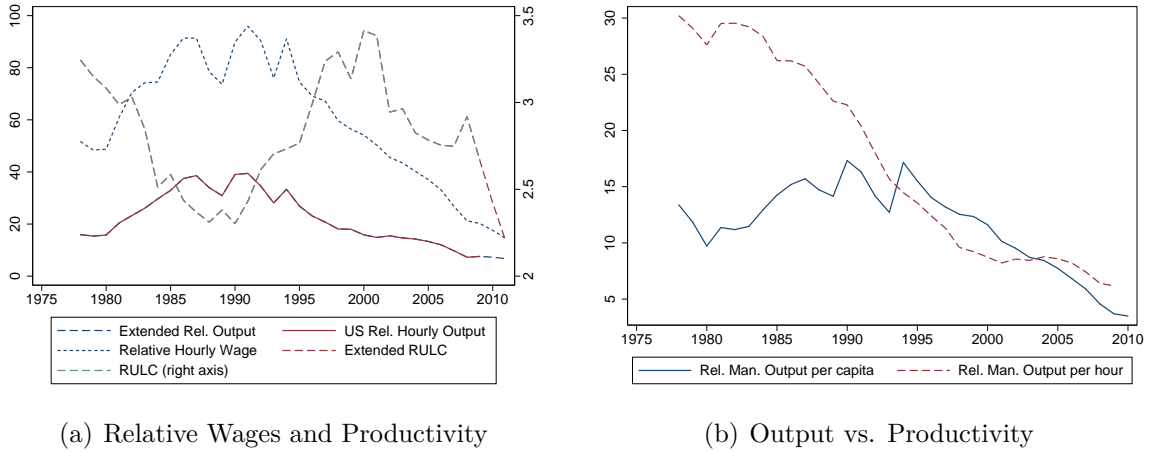 100
80
60
40
20
0
3.5
3
2.5
2
1975 1980 1985 1990 1995 2000 2005 2010
Extended Rel. Output US Rel. Hourly Output
Relative Hourly Wage Extended RULC
RULC (right axis)
(a) Relative Wages and Productivity
30
25
20
15
10
5
1975 1980 1985 1990 1995 2000 2005 2010
Rel. Man. Output per capita Rel. Man. Output per hour
(b) Output vs. Productivity